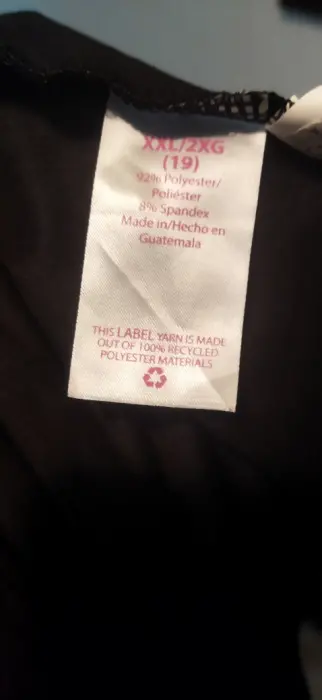 XXL/2XG
(19)
92% Polyester/
Poliéster
8% Spandex
Made in/Hecho en
Guatemala
THIS LABEL YARN IS MADE
OUT OF 100% RECYCLED
POLYESTER MATERIALS